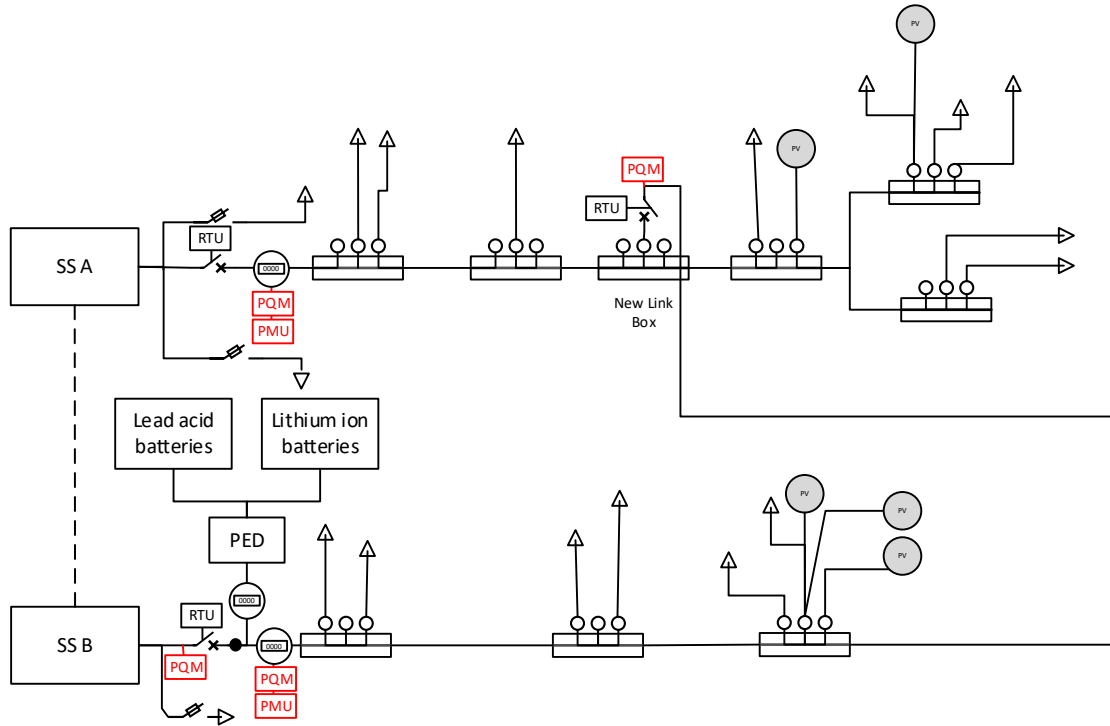 PV
PV
PQM
RTU
RTU
SS A
0000
PQM
PMU
New Link
Box
Lead acid
batteries
Lithium ion
batteries
PV
PV
PED
PV
0000
RTU
SS B
0000
PQM
PQM
PMU